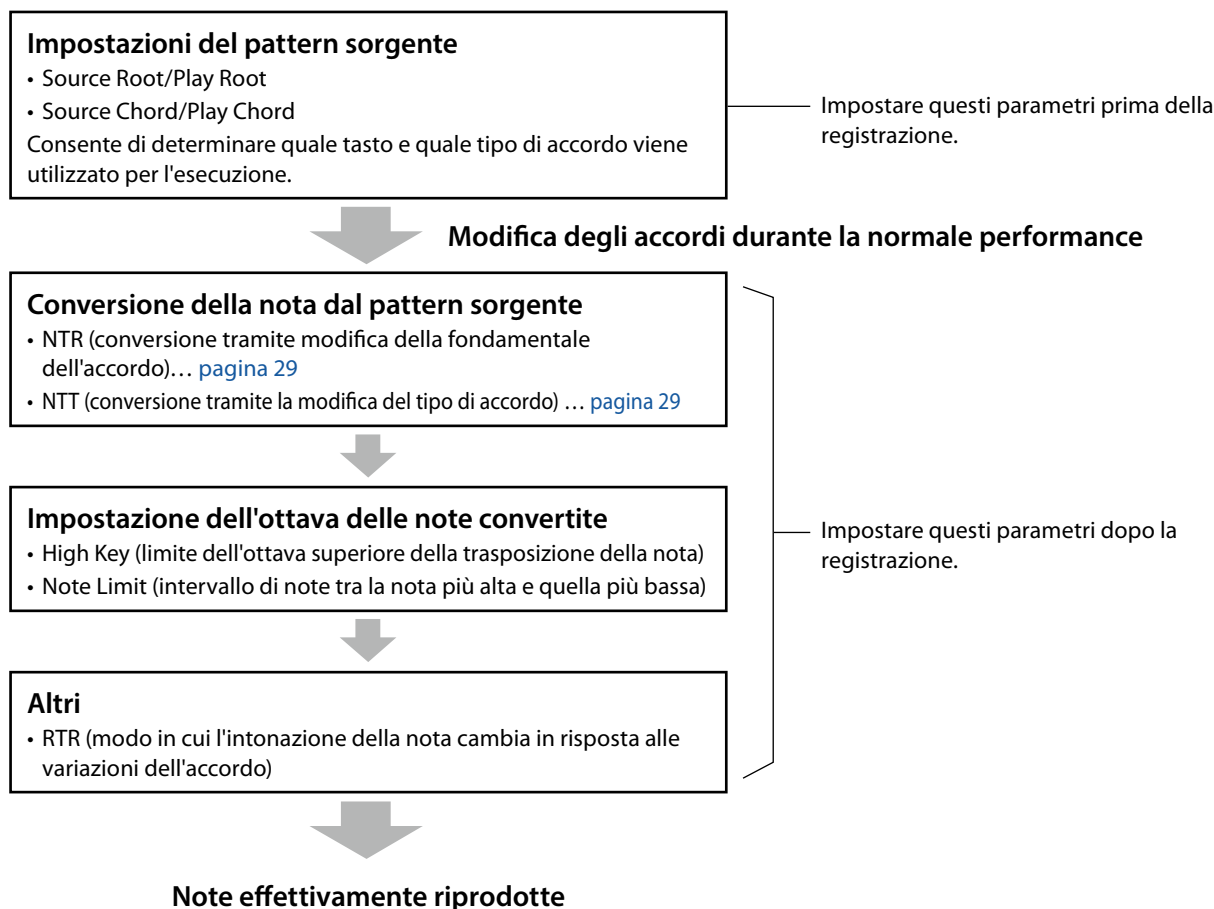 Impostazioni del pattern sorgente
• Source Root/Play Root
• Source Chord/Play Chord
Consente di determinare quale tasto e quale tipo di accordo viene
utilizzato per l'esecuzione.
Impostare questi parametri prima della
registrazione.
Modifica degli accordi durante la normale performance
Conversione della nota dal pattern sorgente
• NTR (conversione tramite modifica della fondamentale
dell'accordo)… pagina 29
• NTT (conversione tramite la modifica del tipo di accordo) … pagina 29
Impostazione dell'ottava delle note convertite
• High Key (limite dell'ottava superiore della trasposizione della nota)
• Note Limit (intervallo di note tra la nota più alta e quella più bassa)
Impostare questi parametri dopo la
registrazione.
Altri
• RTR (modo in cui l'intonazione della nota cambia in risposta alle
variazioni dell'accordo)
Note effettivamente riprodotte